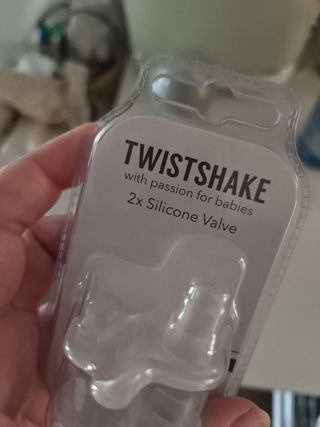 TWISTSHAKE
with passion for babies
2x Silicone Valve